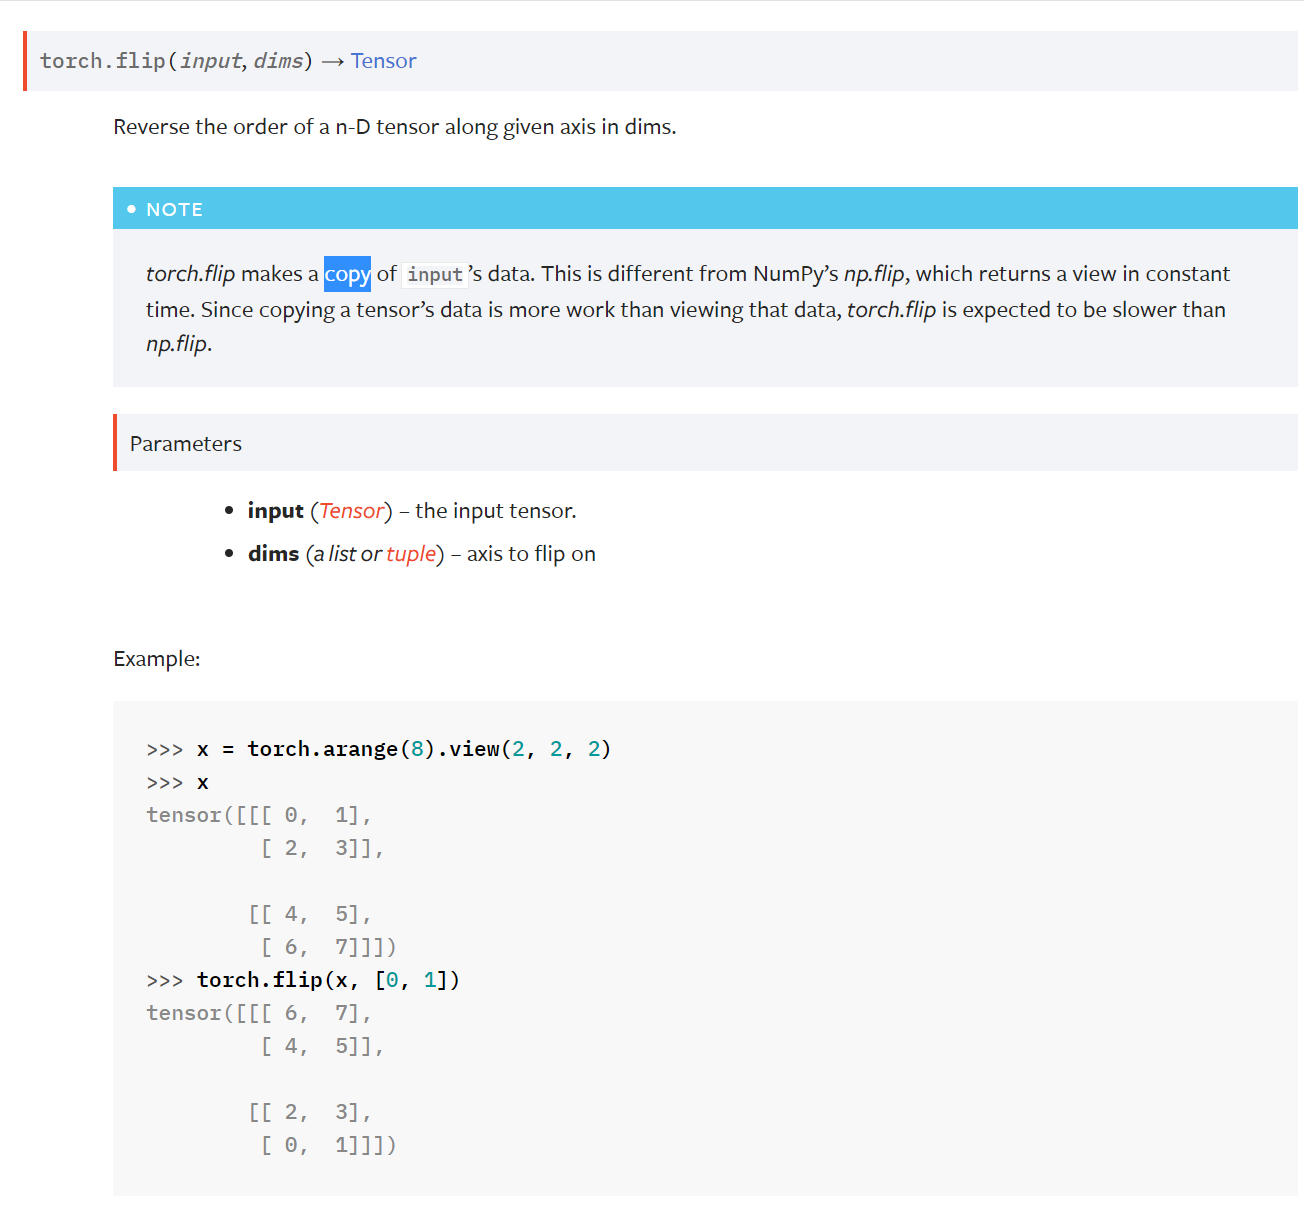 torch.flip(input, dims) → Tensor
Reverse the order of a n-D tensor along given axis in dims.
• NOTE
torch.flip makes a copy of input's data. This is different from NumPy's np.flip, which returns a view in constant
time. Since copying a tensor's data is more work than viewing that data, torch.flip is expected to be slower than
np.flip.
Parameters
• input (Tensor) – the input tensor.
• dims (a list or tuple) – axis to flip on
Example:
>>> x = torch.arange(8).view(2, 2, 2)
>>> x
tensor([[[ 0,  1],
         [ 2,  3]],
        [[ 4,  5],
         [ 6,  7]]])
>>> torch.flip(x, [0, 1])
tensor([[[ 6,  7],
         [ 4,  5]],
        [[ 2,  3],
         [ 0,  1]]])